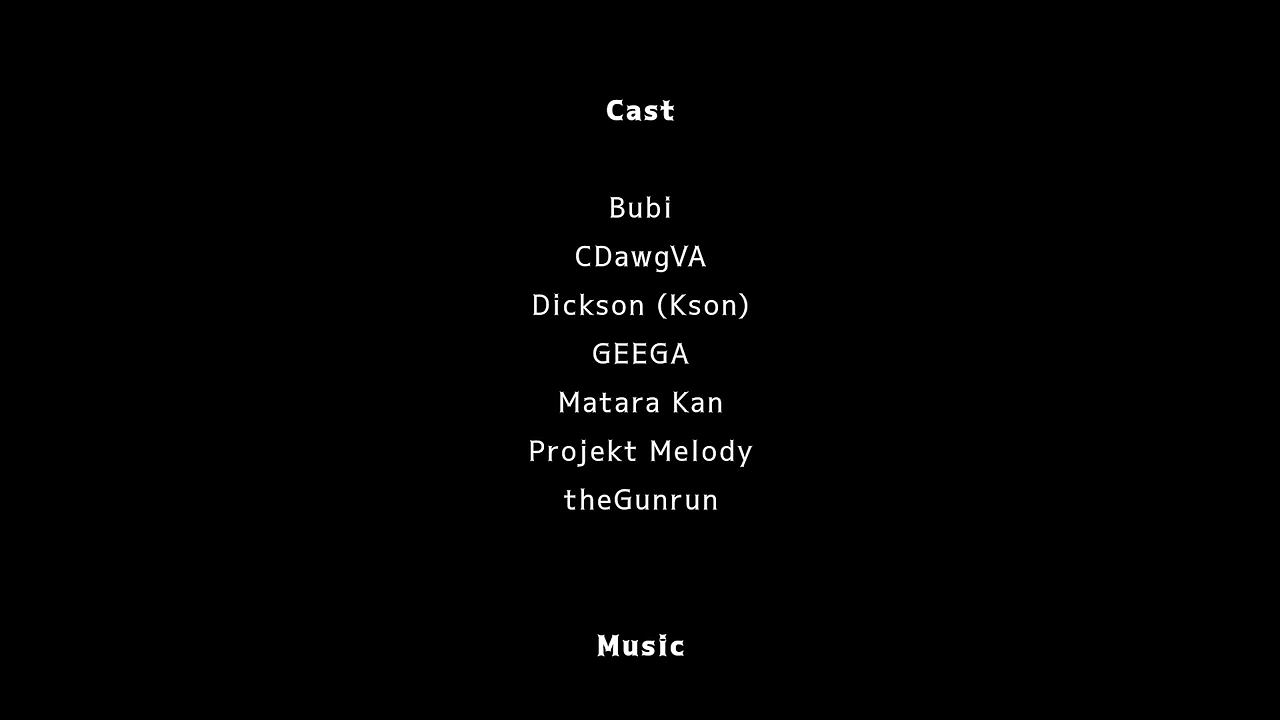 Cast
Bubi
CDawgVA
Dickson (Kson)
GEEGA
Matara Kan
Projekt Melody
theGunrun
Music